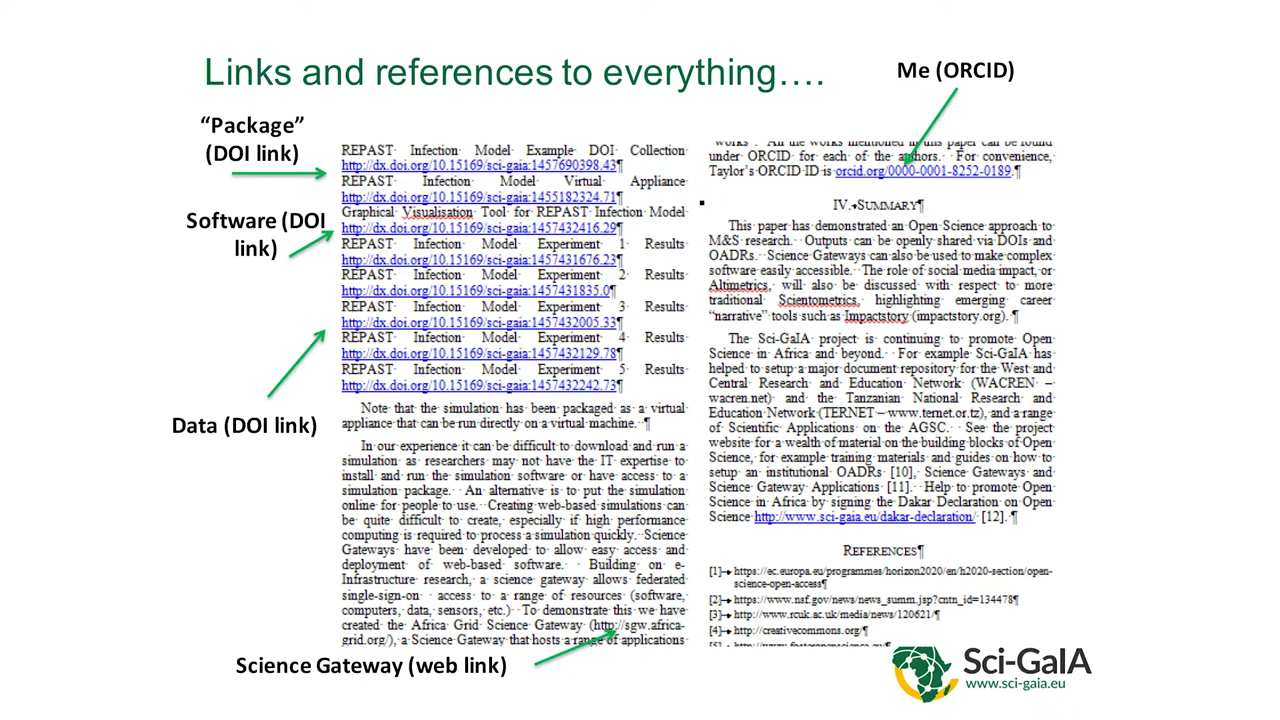 Links and references to everything….
Me (ORCID)
“Package”
(DOI link)
Software (DOI
link)
Data (DOI link)
Science Gateway (web link)
REPAST Infection Model Example DOI Collection
http://dx.doi.org/10.15169/sci-gaia:1457690398.43¶
REPAST Infection Model Virtual Appliance
http://dx.doi.org/10.15169/sci-gaia:1455182324.71¶
Graphical Visualisation Tool for REPAST Infection Model
http://dx.doi.org/10.15169/sci-gaia:1457432416.29¶
REPAST Infection Model Experiment 1 Results
http://dx.doi.org/10.15169/sci-gaia:1457431676.23¶
REPAST Infection Model Experiment 2 Results
http://dx.doi.org/10.15169/sci-gaia:1457431835.0¶
REPAST Infection Model Experiment 3 Results
http://dx.doi.org/10.15169/sci-gaia:1457432005.33¶
REPAST Infection Model Experiment 4 Results
http://dx.doi.org/10.15169/sci-gaia:1457432129.78¶
REPAST Infection Model Experiment 5 Results
http://dx.doi.org/10.15169/sci-gaia:1457432242.73¶
Note that the simulation has been packaged as a virtual
appliance that can be run directly on a virtual machine. ¶
In our experience it can be difficult to download and run a
simulation as researchers may not have the IT expertise to
install and run the simulation software or have access to a
simulation package. An alternative is to put the simulation
online for people to use. Creating web-based simulations can
be quite difficult to create, especially if high performance
computing is required to process a simulation quickly. Science
Gateways have been developed to allow easy access and
deployment of web-based software. Building on e-
Infrastructure research, a science gateway allows federated
single-sign-on access to a range of resources (software,
computers, data, sensors, etc.) To demonstrate this we have
created the Africa Grid Science Gateway (http://sgw.africa-
grid.org/), a Science Gateway that hosts a range of applications
works”. All the works mentioned in this paper can be found
under ORCID for each of the authors. For convenience,
Taylor’s ORCID ID is orcid.org/0000-0001-8252-0189.¶
IV.→SUMMARY¶
This paper has demonstrated an Open Science approach to
M&S research. Outputs can be openly shared via DOIs and
OADRs. Science Gateways can also be used to make complex
software easily accessible. The role of social media impact, or
Altimetrics, will also be discussed with respect to more
traditional Scientometrics, highlighting emerging career
“narrative” tools such as Impactstory (impactstory.org). ¶
The Sci-GaIA project is continuing to promote Open
Science in Africa and beyond. For example Sci-GaIA has
helped to setup a major document repository for the West and
Central Research and Education Network (WACREN –
wacren.net) and the Tanzanian National Research and
Education Network (TERNET – www.ternet.or.tz), and a range
of Scientific Applications on the AGSC. See the project
website for a wealth of material on the building blocks of Open
Science, for example training materials and guides on how to
setup an institutional OADRs [10], Science Gateways and
Science Gateway Applications [11]. Help to promote Open
Science in Africa by signing the Dakar Declaration on Open
Science http://www.sci-gaia.eu/dakar-declaration/ [12]. ¶
REFERENCES¶
[1]→https://ec.europa.eu/programmes/horizon2020/en/h2020-section/open-
science-open-access¶
[2]→https://www.nsf.gov/news/news_summ.jsp?cntn_id=134478¶
[3]→http://www.rcuk.ac.uk/media/news/120621/¶
[4]→http://creativecommons.org/¶
Sci-GaIA
www.sci-gaia.eu